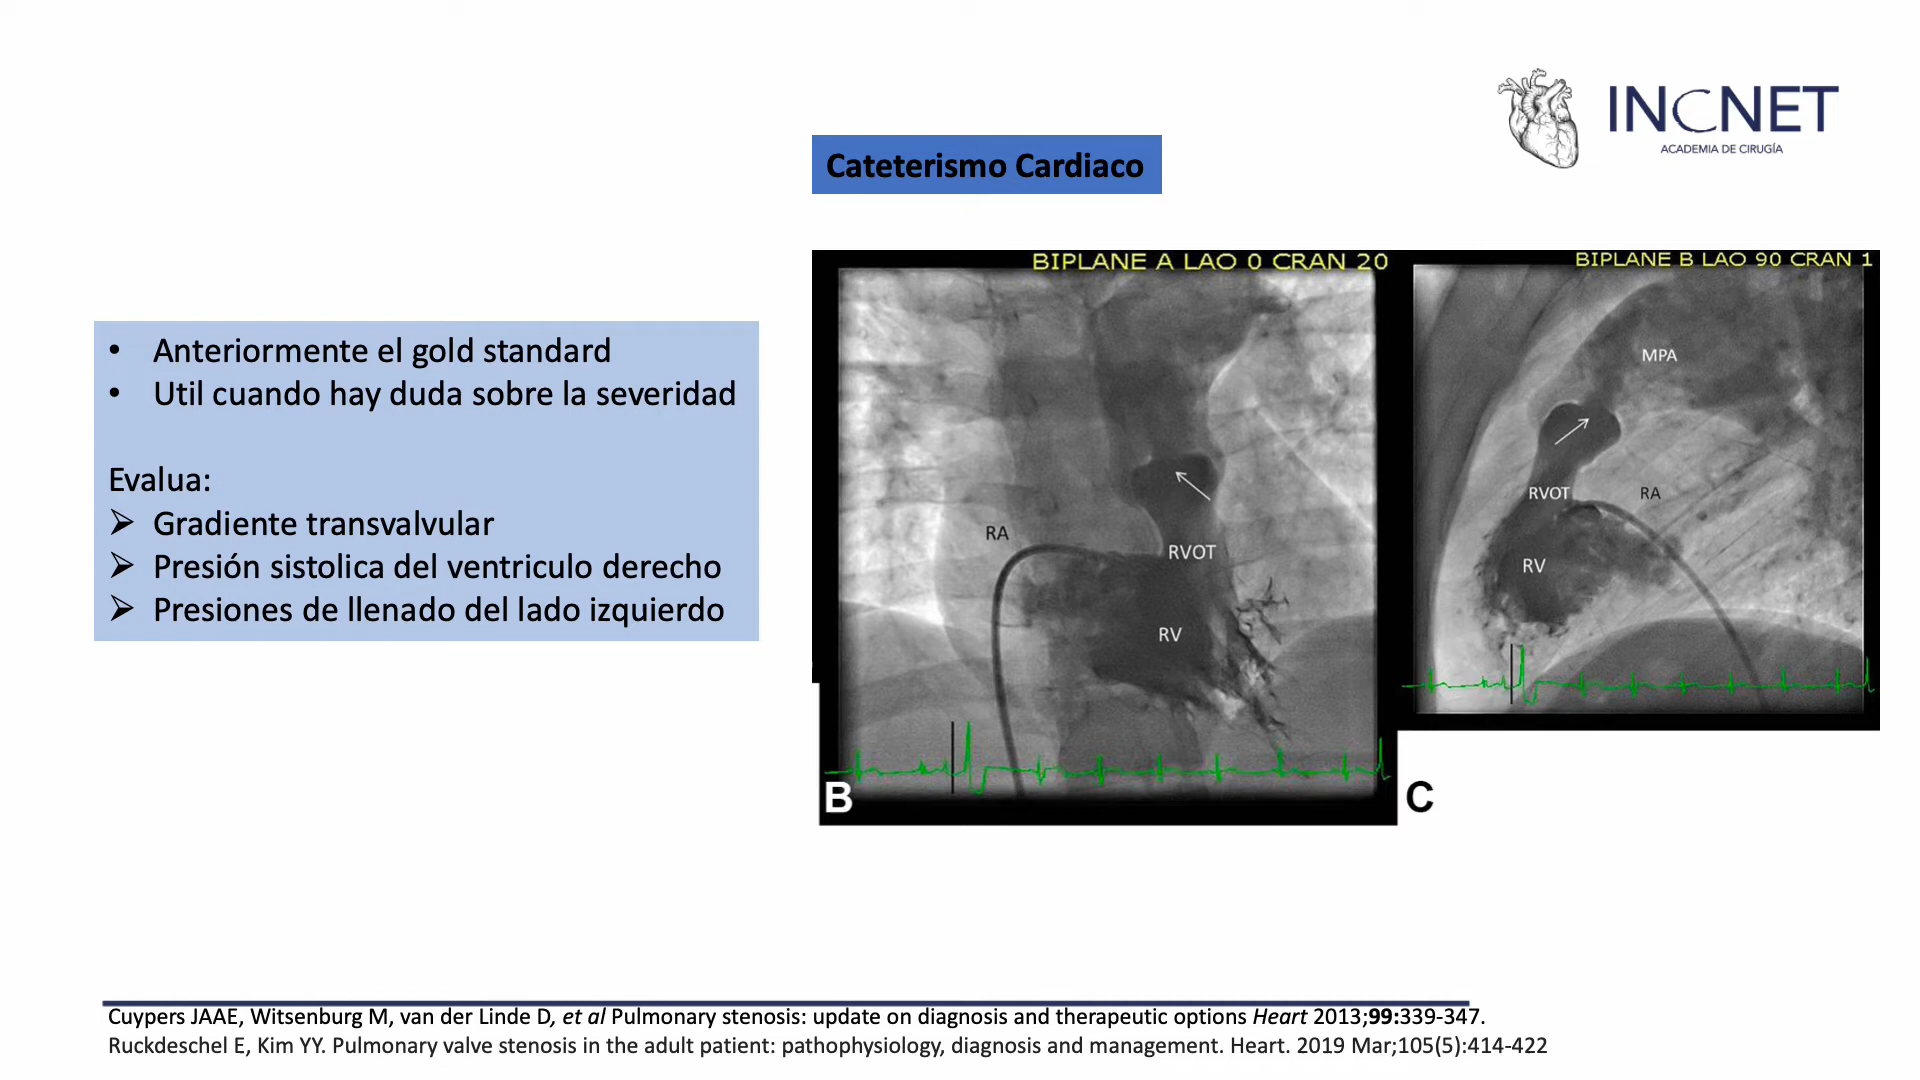 INCNET
ACADEMIA DE CIRUGÍA
Cateterismo Cardiaco
• Anteriormente el gold standard
• Util cuando hay duda sobre la severidad
Evalua:
➢ Gradiente transvalvular
➢ Presión sistolica del ventriculo derecho
➢ Presiones de llenado del lado izquierdo
BIPLANE A LAO 0 CRAN 20
RA
RVOT
RV
B
BIPLANE B LAO 90 CRAN 1
MPA
RVOT
RA
RV
C
Cuypers JAAE, Witsenburg M, van der Linde D, et al Pulmonary stenosis: update on diagnosis and therapeutic options Heart 2013;99:339-347.
Ruckdeschel E, Kim YY. Pulmonary valve stenosis in the adult patient: pathophysiology, diagnosis and management. Heart. 2019 Mar;105(5):414-422